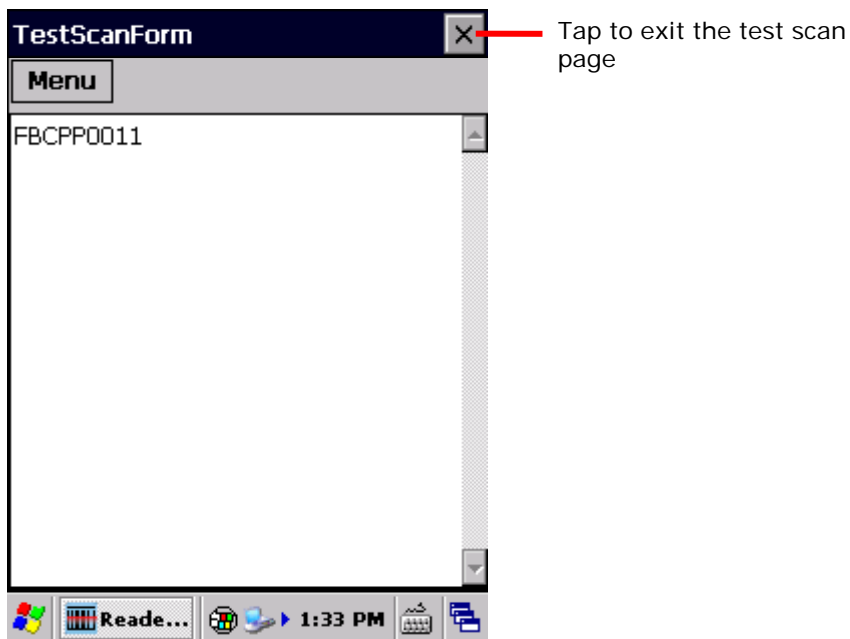 TestScanForm
Tap to exit the test scan
page
Menu
FBCPP0011
Reade... 1:33 PM